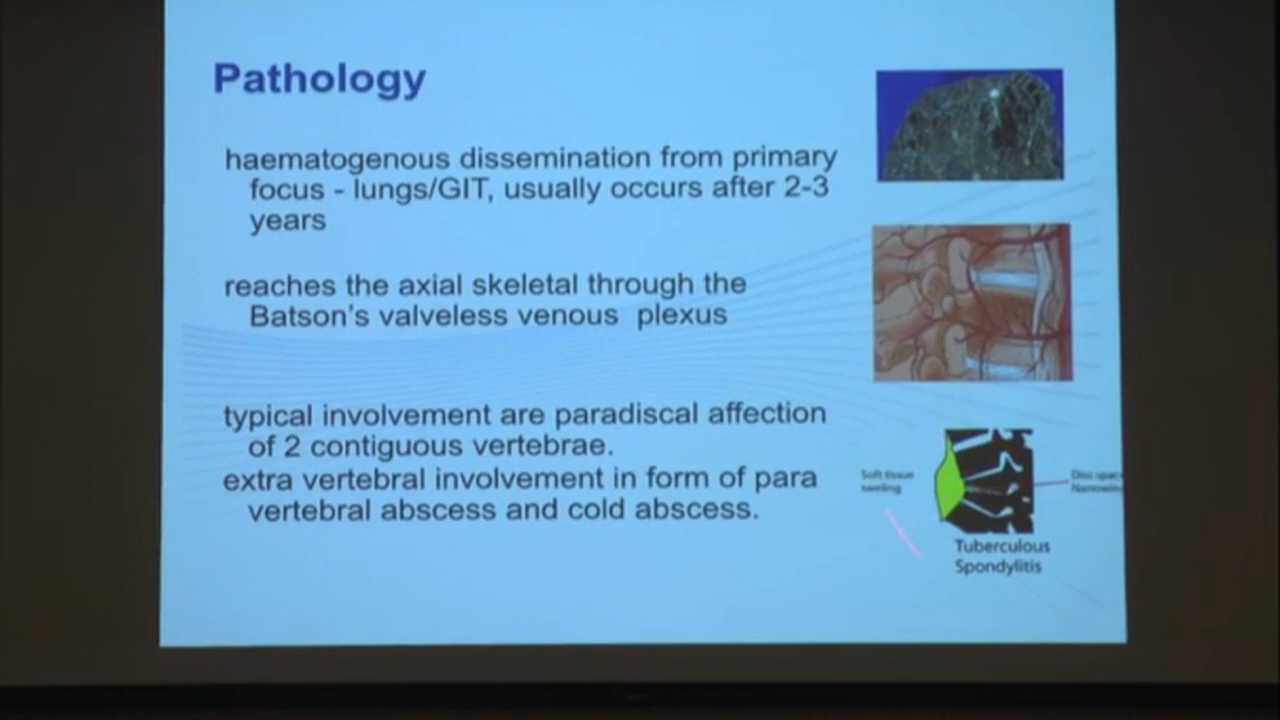 Pathology
haematogenous dissemination from primary
focus - lungs/GIT, usually occurs after 2-3
years
reaches the axial skeletal through the
Batson's valveless venous plexus
typical involvement are paradiscal affection
of 2 contiguous vertebrae.
extra vertebral involvement in form of para
vertebral abscess and cold abscess.
Soft tissue
swelling
Disc space
Narrowing
Tuberculous
Spondylitis